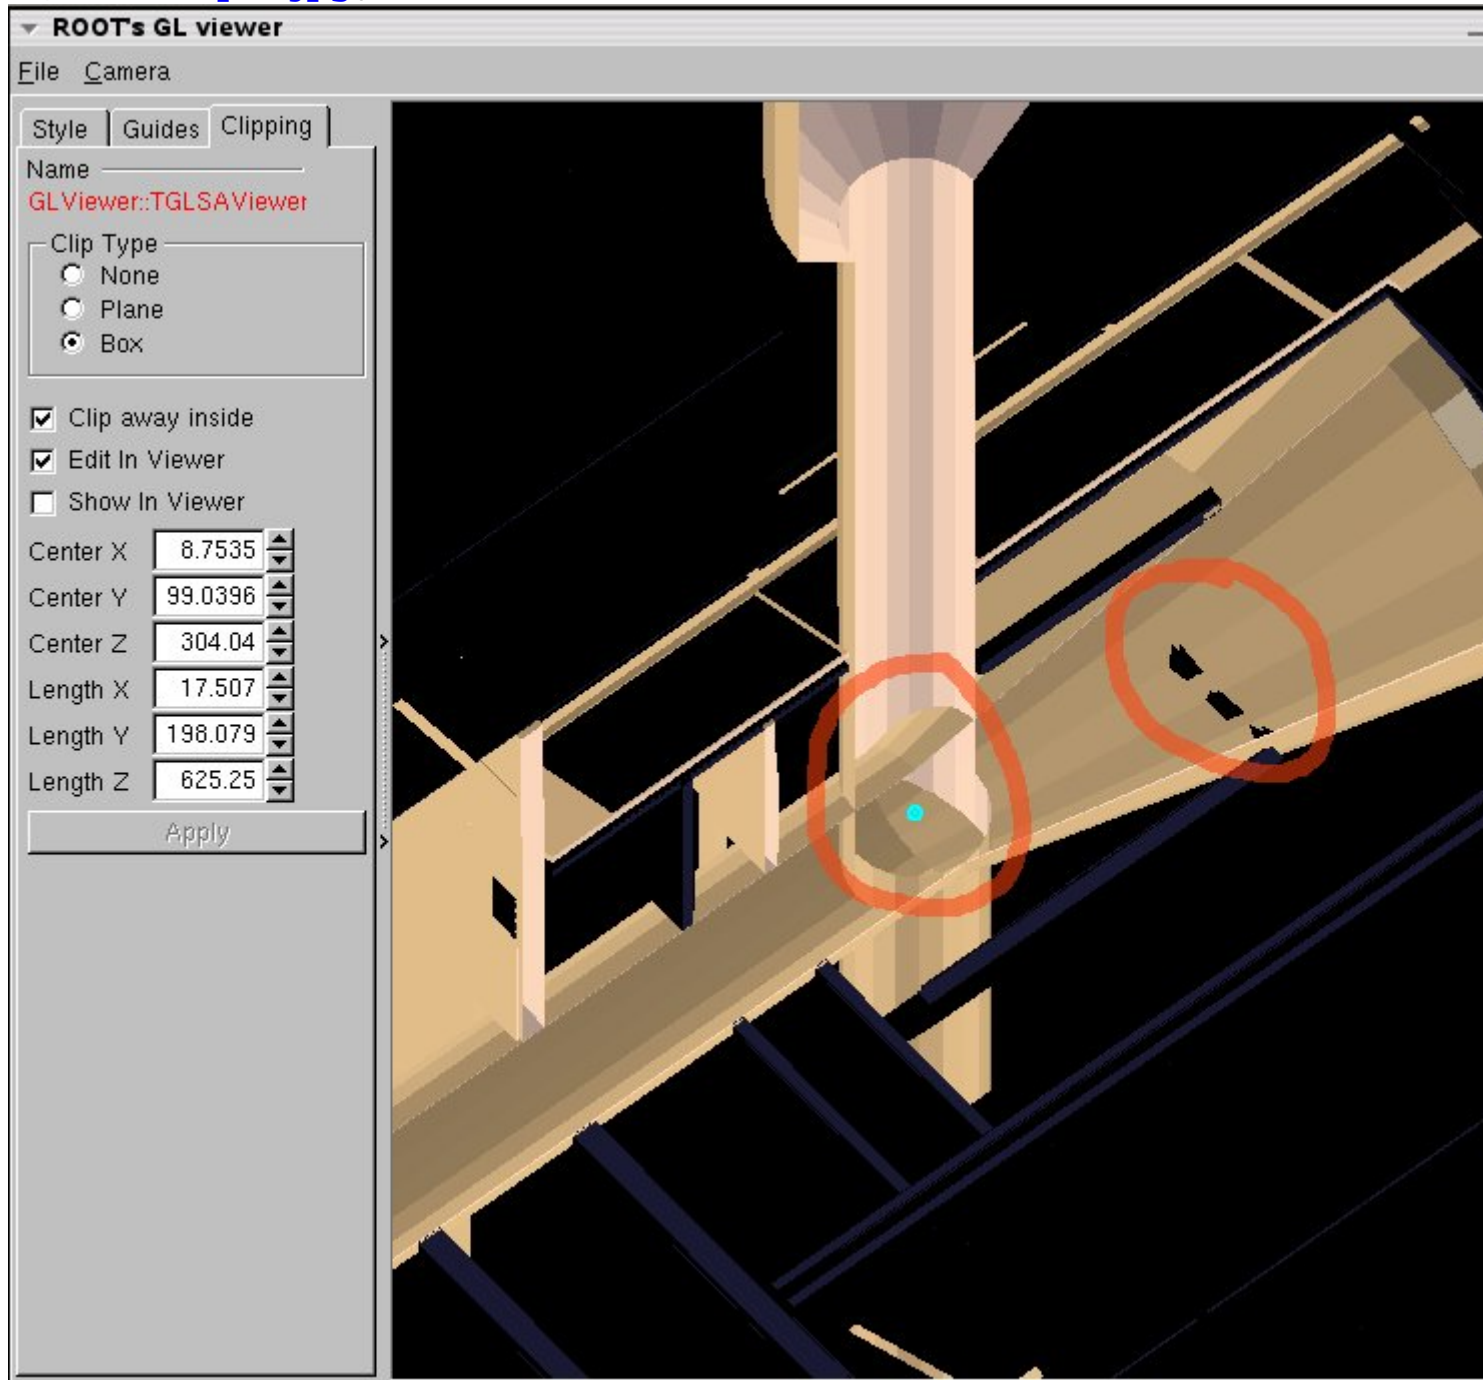 ROOT's GL viewer
File Camera
Style Guides Clipping
Name
GLViewer::TGLSAViewer
Clip Type
None
Plane
Box
Clip away inside
Edit In Viewer
Show In Viewer
Center X 8.7535
Center Y 99.0396
Center Z 304.04
Length X 17.507
Length Y 198.079
Length Z 625.25
Apply